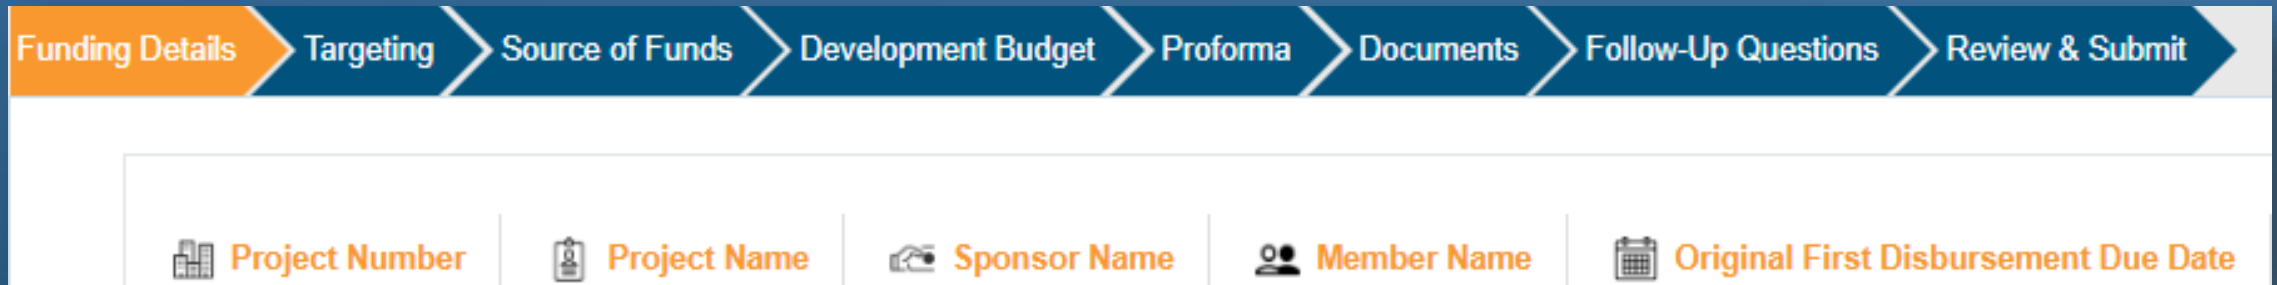 Funding Details Targeting Source of Funds Development Budget Proforma Documents Follow-Up Questions Review & Submit
Project Number Project Name Sponsor Name Member Name Original First Disbursement Due Date